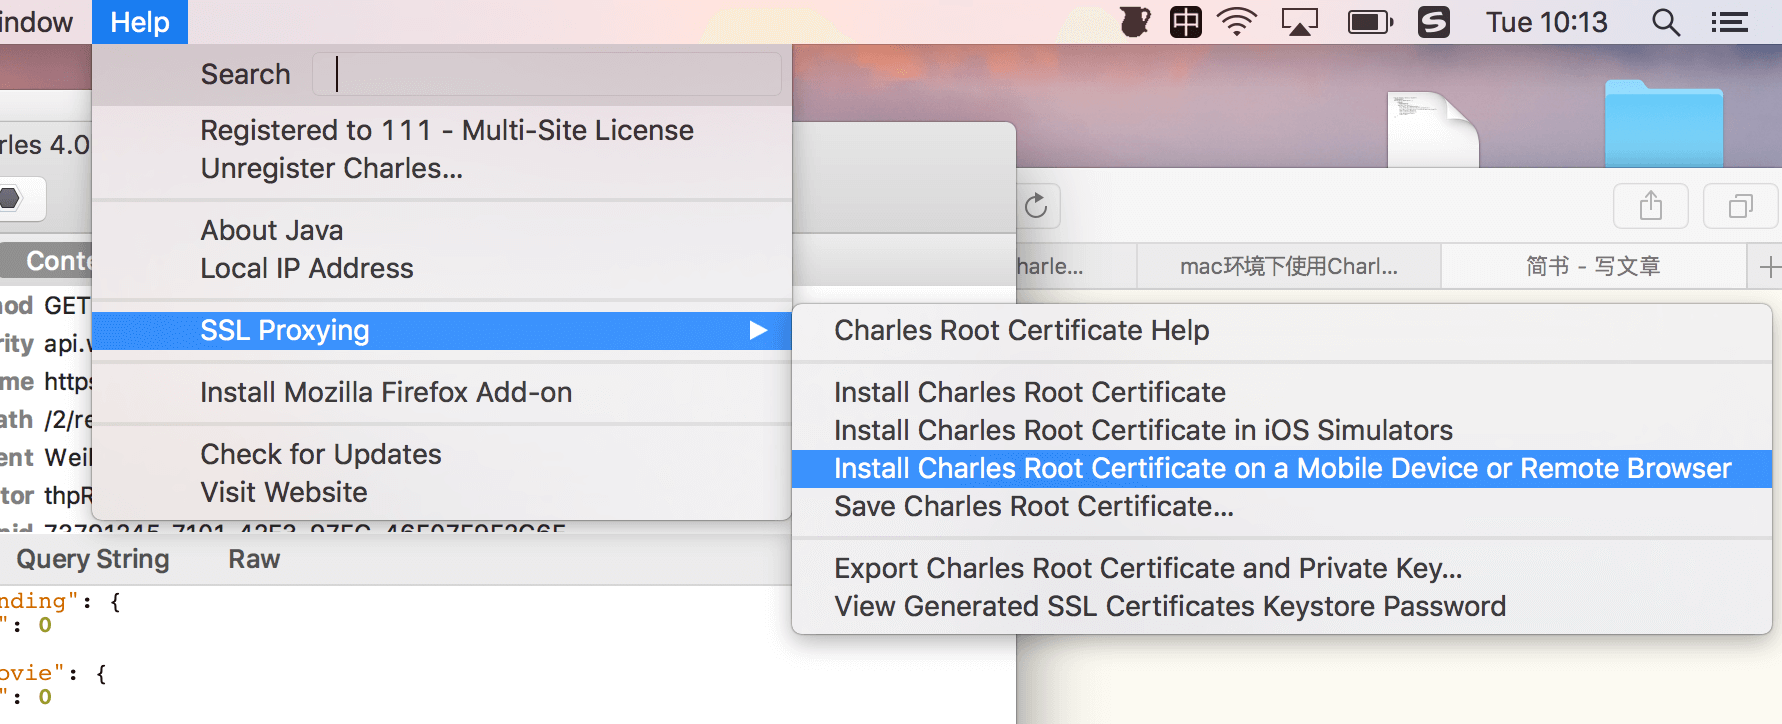 indow Help 中 S Tue 10:13
Search
Registered to 111 - Multi-Site License
Unregister Charles...
rles 4.0
About Java
Local IP Address
Conte
harle...
mac环境下使用Charl...
简书 - 写文章
od GET
SSL Proxying
rity api.
Charles Root Certificate Help
me https
Install Mozilla Firefox Add-on
Install Charles Root Certificate
ath /2/re
Install Charles Root Certificate in iOS Simulators
ent Weil
Check for Updates
Install Charles Root Certificate on a Mobile Device or Remote Browser
tor thpR
Visit Website
Save Charles Root Certificate...
Query String Raw
Export Charles Root Certificate and Private Key...
View Generated SSL Certificates Keystore Password
nding": {
": 0
ovie": {
": 0